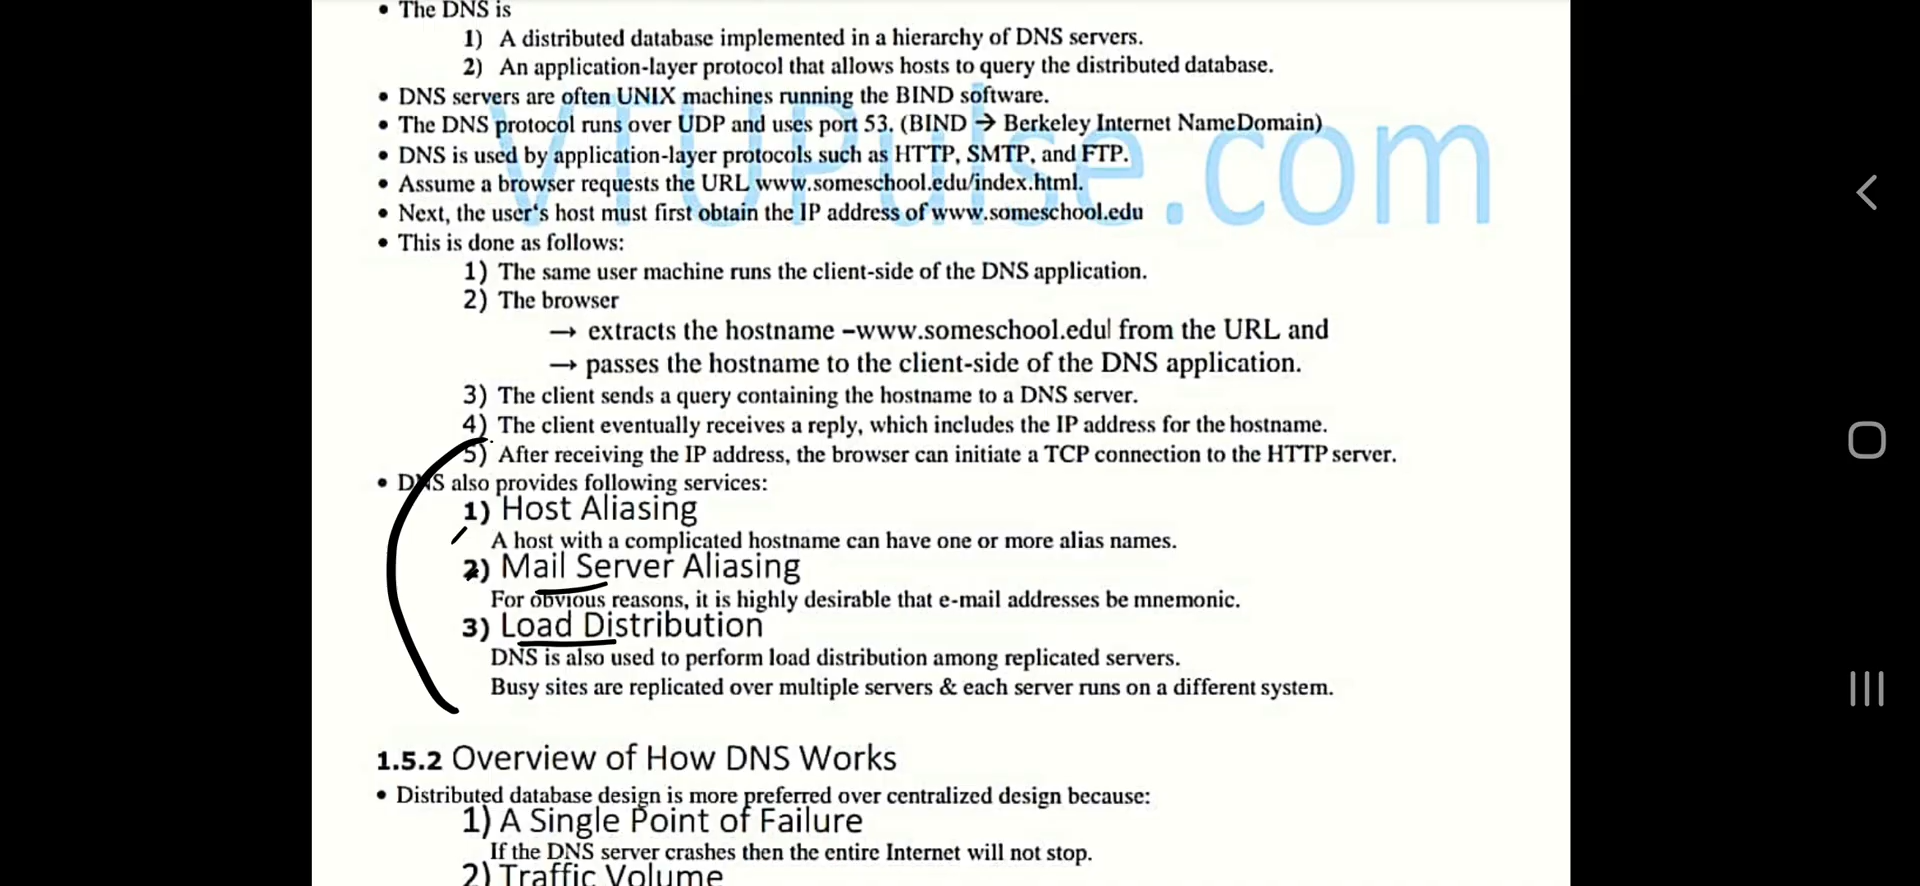 • The DNS is
1) A distributed database implemented in a hierarchy of DNS servers.
2) An application-layer protocol that allows hosts to query the distributed database.
• DNS servers are often UNIX machines running the BIND software.
• The DNS protocol runs over UDP and uses port 53. (BIND → Berkeley Internet NameDomain)
• DNS is used by application-layer protocols such as HTTP, SMTP, and FTP.
• Assume a browser requests the URL www.someschool.edu/index.html.
• Next, the user‘s host must first obtain the IP address of www.someschool.edu
VTUPulse.com
• This is done as follows:
1) The same user machine runs the client-side of the DNS application.
2) The browser
→ extracts the hostname ―www.someschool.edu‖ from the URL and
→ passes the hostname to the client-side of the DNS application.
3) The client sends a query containing the hostname to a DNS server.
4) The client eventually receives a reply, which includes the IP address for the hostname.
5) After receiving the IP address, the browser can initiate a TCP connection to the HTTP server.
• DNS also provides following services:
1) Host Aliasing
A host with a complicated hostname can have one or more alias names.
2) Mail Server Aliasing
For obvious reasons, it is highly desirable that e-mail addresses be mnemonic.
3) Load Distribution
DNS is also used to perform load distribution among replicated servers.
Busy sites are replicated over multiple servers & each server runs on a different system.
1.5.2 Overview of How DNS Works
• Distributed database design is more preferred over centralized design because:
1) A Single Point of Failure
If the DNS server crashes then the entire Internet will not stop.
2) Traffic Volume